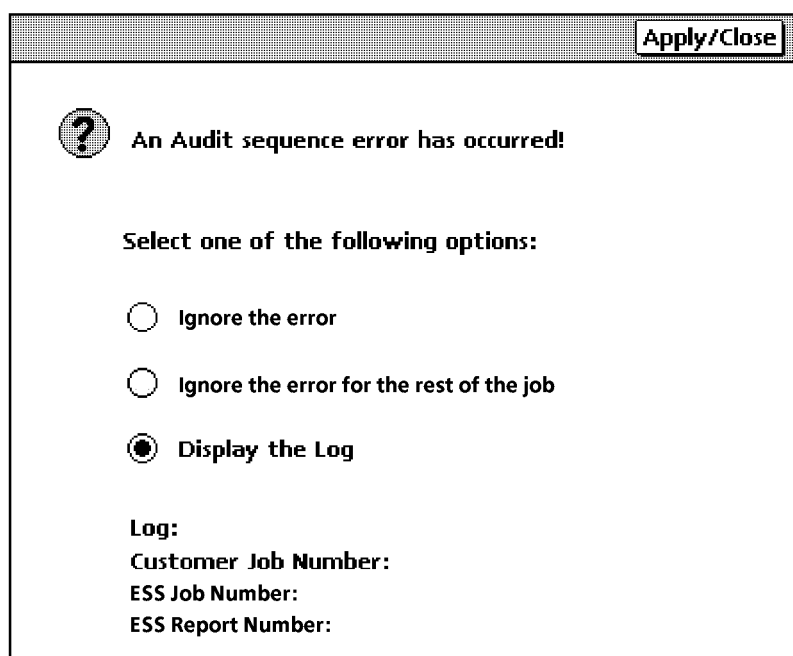 Apply/Close
An Audit sequence error has occurred!
Select one of the following options:
Ignore the error
Ignore the error for the rest of the job
Display the Log
Log:
Customer Job Number:
ESS Job Number:
ESS Report Number: